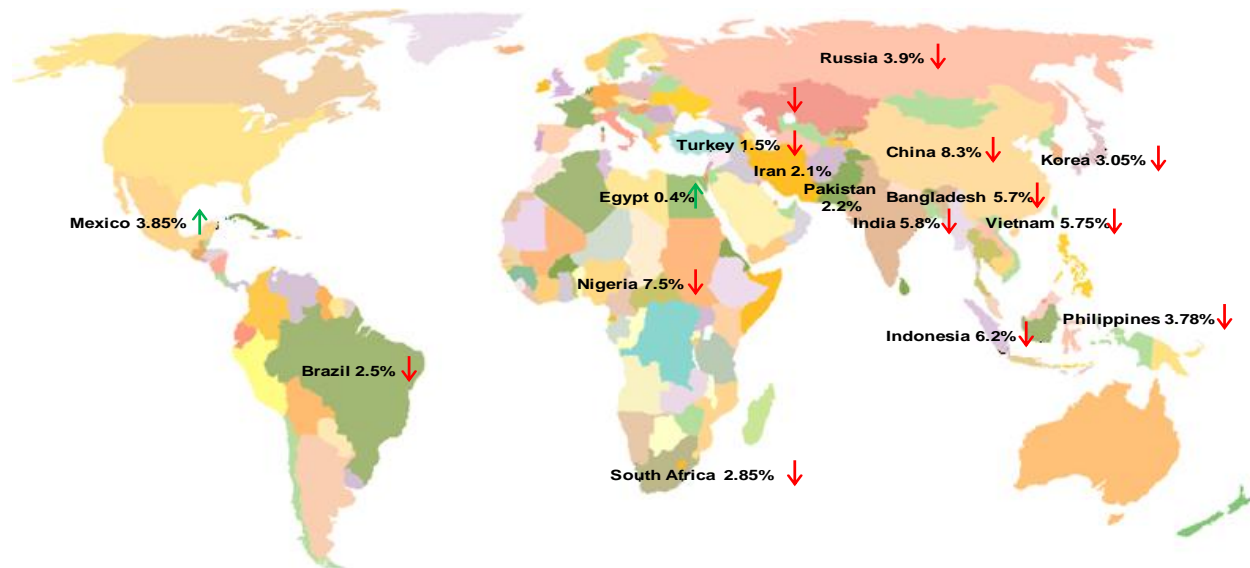 Russia 3.9%
Turkey 1.5%
China 8.3%
Korea 3.05%
Iran 2.1%
Egypt 0.4%
Pakistan
2.2%
Bangladesh 5.7%
Mexico 3.85%
India 5.8%
Vietnam 5.75%
Nigeria 7.5%
Philippines 3.78%
Indonesia 6.2%
Brazil 2.5%
South Africa 2.85%